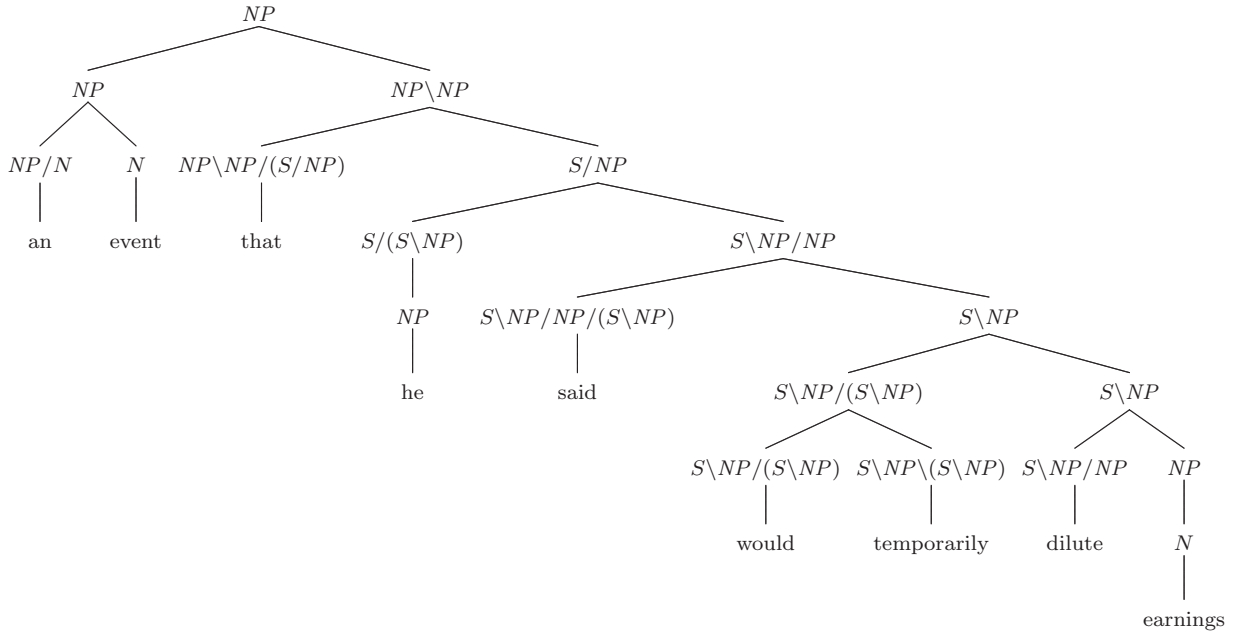 NP
NP NP\NP
NP/N N NP\NP/(S/NP) S/NP
an event that S/(S\NP) S\NP/NP
NP S\NP/NP/(S\NP) S\NP
he said S\NP/(S\NP) S\NP
S\NP/(S\NP) S\NP\(S\NP) S\NP/NP NP
would temporarily dilute N
earnings